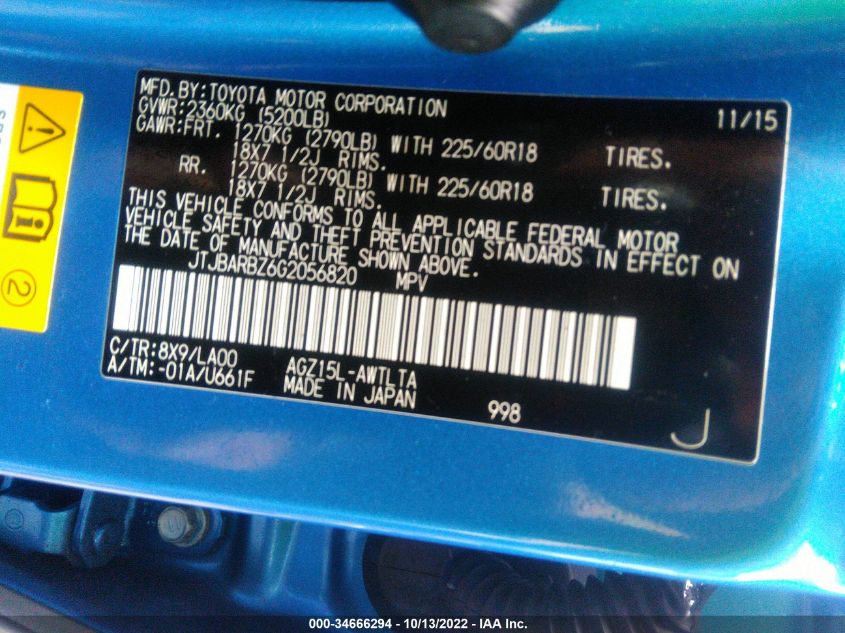 MFD.BY:TOYOTA MOTOR CORPORATION 11/15
GVWR:2360KG (5200LB)
GAWR:FRT. 1270KG (2790LB) WITH 225/60R18 TIRES.
18X7 1/2J RIMS.
RR. 1270KG (2790LB) WITH 225/60R18 TIRES.
18X7 1/2J RIMS.
THIS VEHICLE CONFORMS TO ALL APPLICABLE FEDERAL MOTOR
VEHICLE SAFETY AND THEFT PREVENTION STANDARDS IN EFFECT ON
THE DATE OF MANUFACTURE SHOWN ABOVE.
JTJBARBZ6G2056820 MPV
C/TR:8X9/LA00 AGZ15L-AWTLTA
A/TM:-01A/U661F MADE IN JAPAN 998 J
2
000-34666294 - 10/13/2022 - IAA Inc.